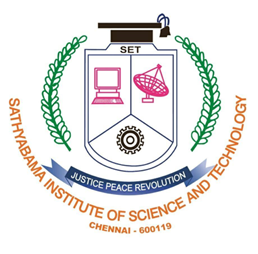 SET
JUSTICE PEACE REVOLUTION
SATHYABAMA INSTITUTE OF SCIENCE AND TECHNOLOGY
CHENNAI - 600119